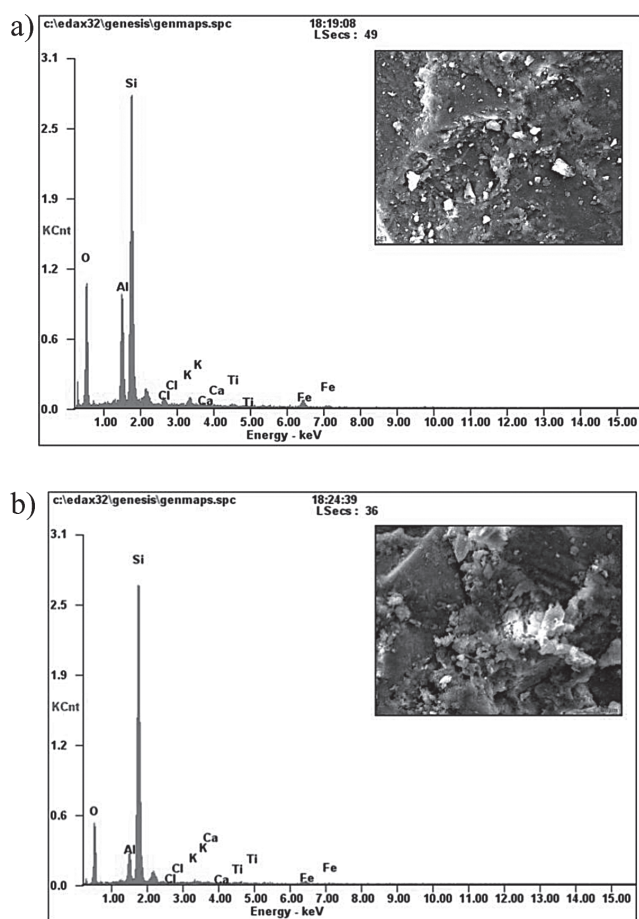 a)
c:\edax32\genesis\genmaps.spc 18:19:08
LSecs : 49
3.1
Si
2.5
1.9
KCnt
1.2
O
Al
0.6
K
K
Cl
Ca
Ti
Fe
Cl
Ca
Ti
Fe
0.0
1.00 2.00 3.00 4.00 5.00 6.00 7.00 8.00 9.00 10.00 11.00 12.00 13.00 14.00 15.00
Energy - keV
b)
c:\edax32\genesis\genmaps.spc 18:24:39
LSecs : 36
3.1
Si
2.5
1.9
KCnt
1.2
O
0.6
Al
Ca
K
K
Cl
Ti
Ti
Fe
Cl
Ca
Fe
0.0
1.00 2.00 3.00 4.00 5.00 6.00 7.00 8.00 9.00 10.00 11.00 12.00 13.00 14.00 15.00
Energy - keV